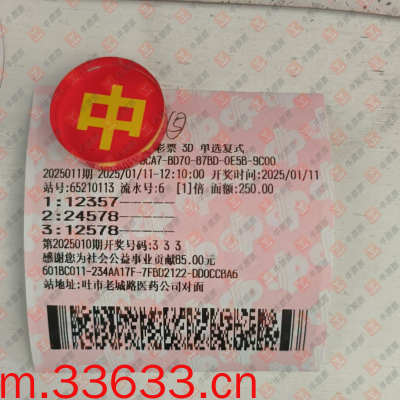 中
彩票 3D 单选复式
BCA7-BD70-87BD-0E5B-9C00
2025011期 2025/01/11-12:10:00 开奖时间:2025/01/11
站号:65210113 流水号:6 [1]倍 面额:250.00
1:12357-----
2:24578-----
3:12578-----
第2025010期开奖号码:3 3 3
感谢您为社会公益事业贡献85.00元
601BC011-234AA17F-7FBD2122-DD0CCBA6
站地址:吐市老城路医药公司对面
m.33633.cn